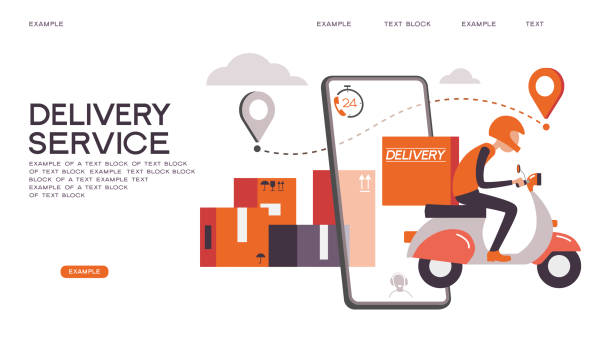 EXAMPLE
EXAMPLE
TEXT BLOCK
EXAMPLE
TEXT
DELIVERY
SERVICE
EXAMPLE OF A TEXT BLOCK OF TEXT BLOCK
OF TEXT BLOCK EXAMPLE TEXT BLOCK BLOCK
BLOCK OF A TEXT EXAMPLE TEXT
EXAMPLE OF A TEXT BLOCK
OF TEXT BLOCK
EXAMPLE
24
DELIVERY